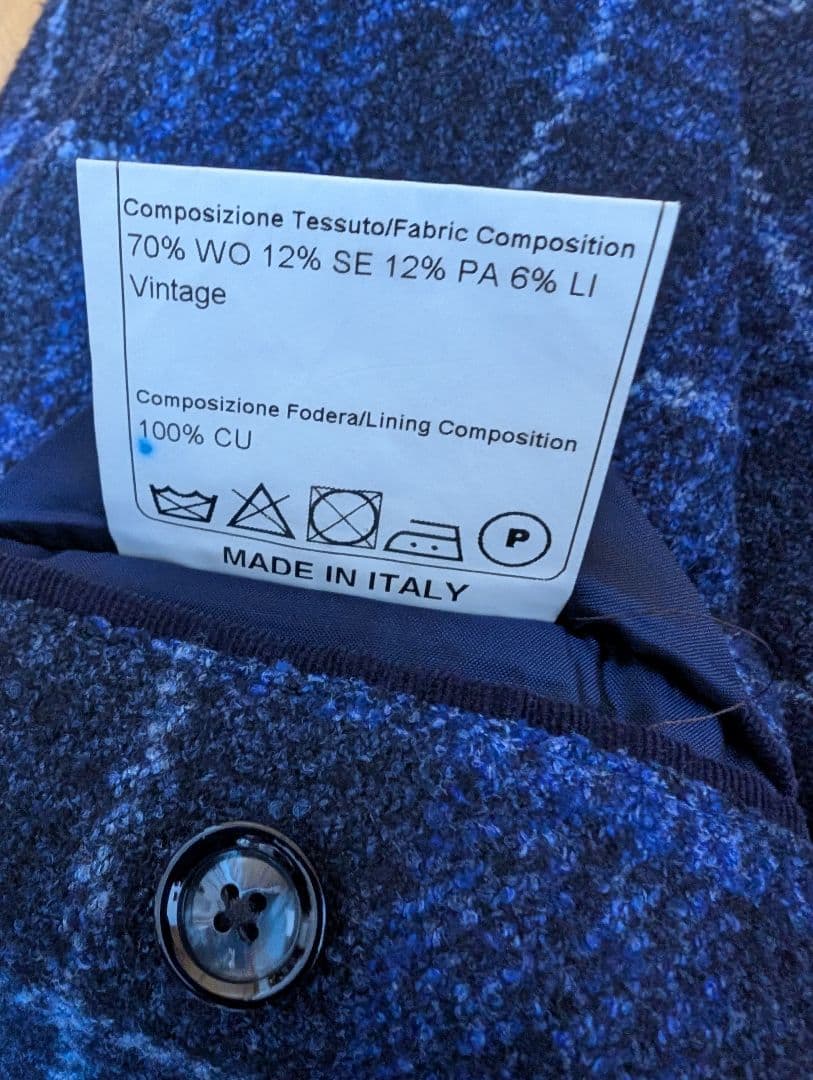 Composizione Tessuto/Fabric Composition
70% WO 12% SE 12% PA 6% LI
Vintage
Composizione Fodera/Lining Composition
100% CU
P
MADE IN ITALY